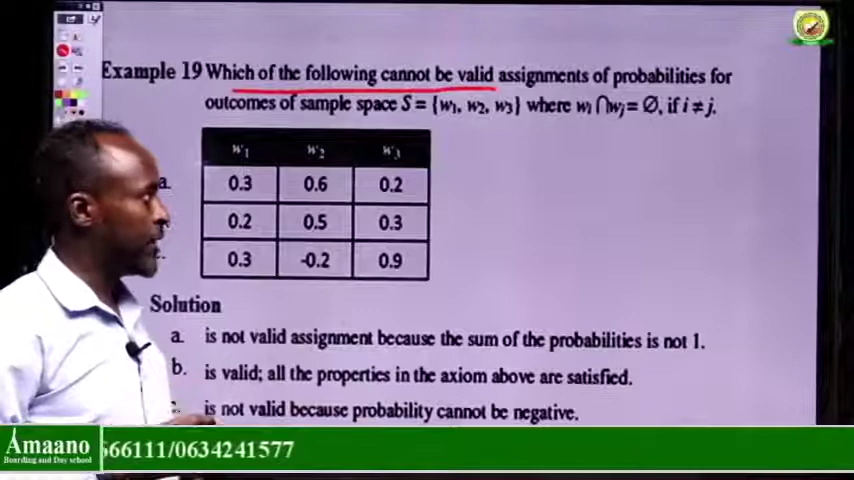 Example 19 Which of the following cannot be valid assignments of probabilities for
outcomes of sample space S = {w1, w2, w3} where wi ∩wj= ∅, if i ≠ j.
w1 w2 w3
a. 0.3 0.6 0.2
0.2 0.5 0.3
0.3 -0.2 0.9
Solution
a. is not valid assignment because the sum of the probabilities is not 1.
b. is valid; all the properties in the axiom above are satisfied.
is not valid because probability cannot be negative.
Amaano
Boarding and Day school
566111/0634241577